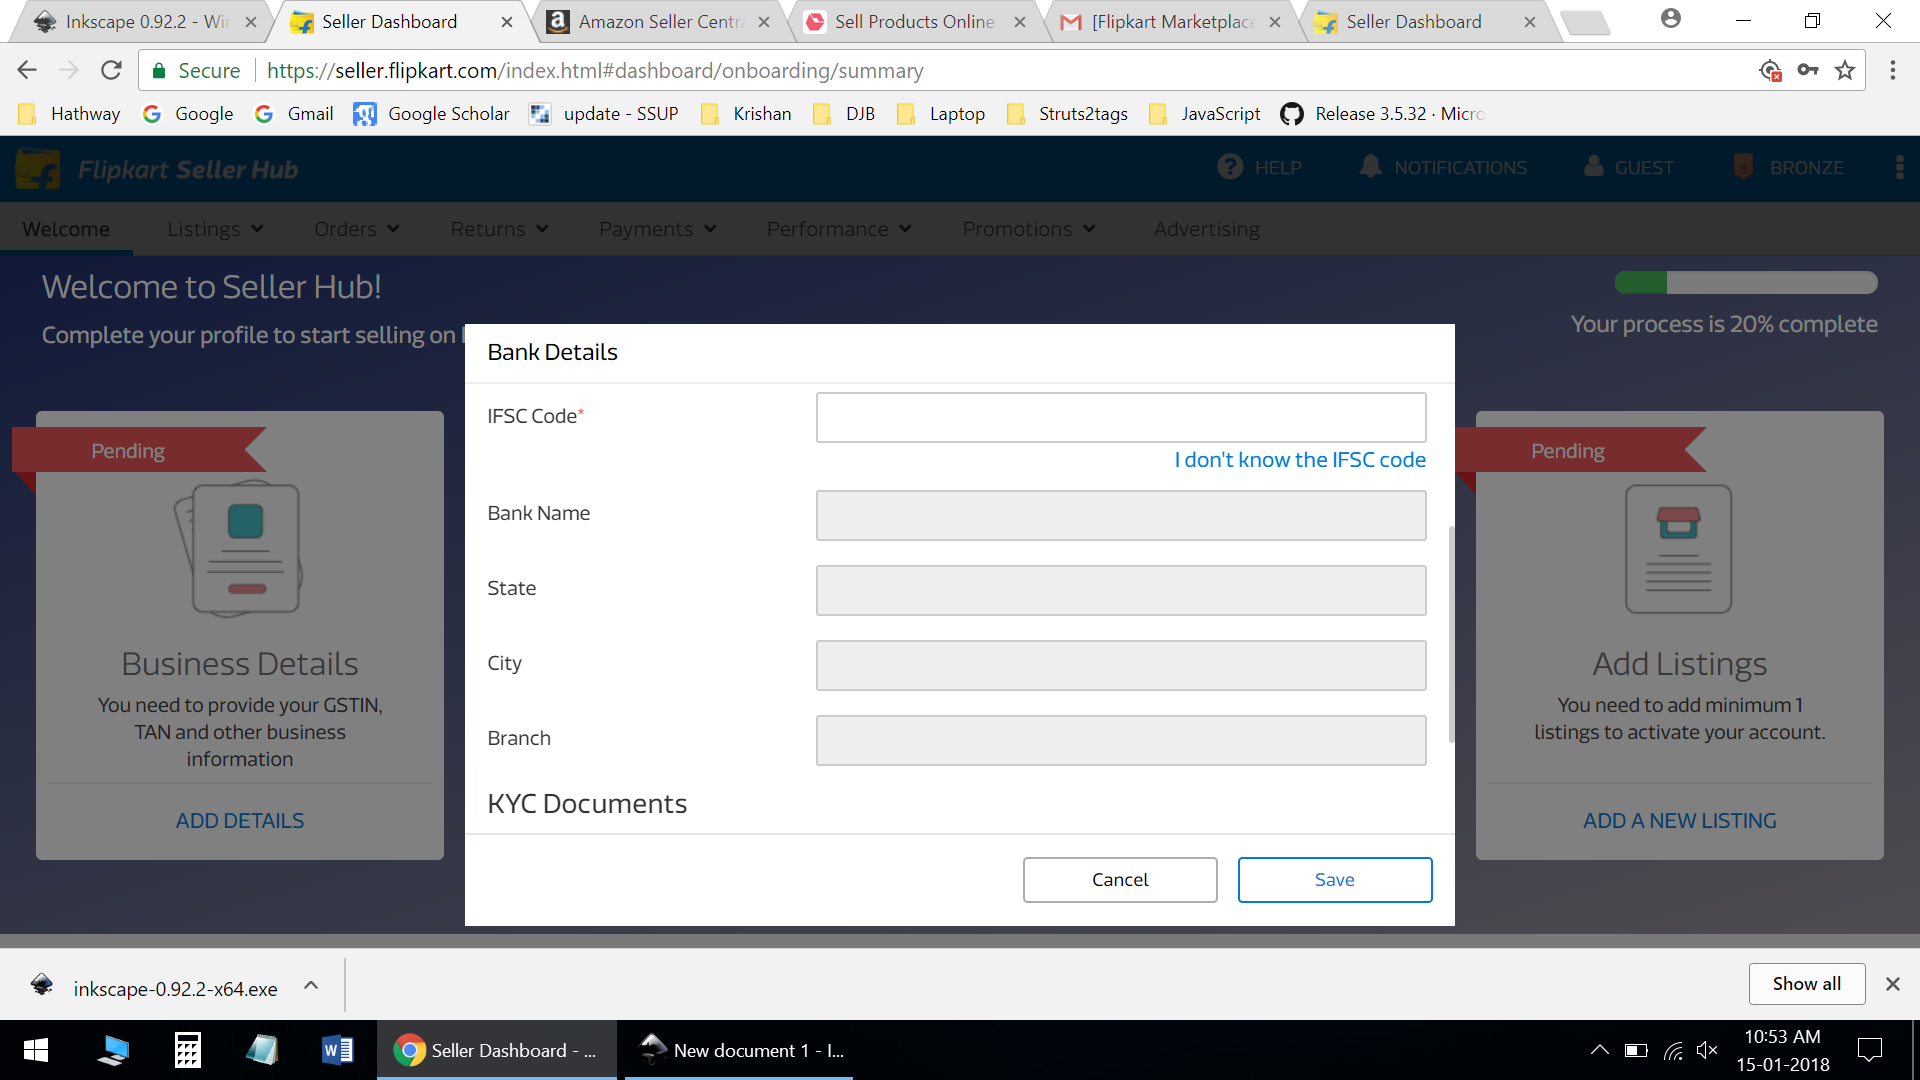 Inkscape 0.92.2 - Wir
Seller Dashboard
Amazon Seller Centr
Sell Products Online
[Flipkart Marketplace
Seller Dashboard
Secure
https://seller.flipkart.com/index.html#dashboard/onboarding/summary
Hathway
Google
Gmail
Google Scholar
update - SSUP
Krishan
DJB
Laptop
Struts2tags
JavaScript
Release 3.5.32 · Micro
Flipkart Seller Hub
HELP
NOTIFICATIONS
GUEST
BRONZE
Welcome
Listings
Orders
Returns
Payments
Performance
Promotions
Advertising
Welcome to Seller Hub!
Complete your profile to start selling on
Your process is 20% complete
Pending
Business Details
You need to provide your GSTIN,
TAN and other business
information
ADD DETAILS
Bank Details
IFSC Code*
I don't know the IFSC code
Bank Name
State
City
Branch
KYC Documents
Cancel
Save
Pending
Add Listings
You need to add minimum 1
listings to activate your account.
ADD A NEW LISTING
inkscape-0.92.2-x64.exe
Show all
Seller Dashboard - ...
New document 1 - I...
10:53 AM
15-01-2018